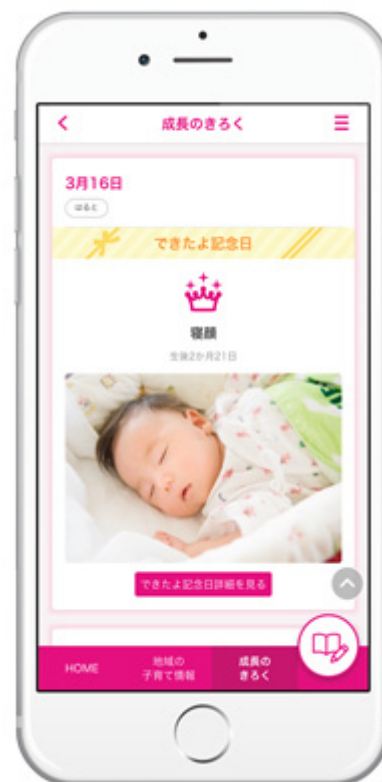 成長のきろく
3月16日
はると
できたよ記念日
寝顔
生後2か月21日
できたよ記念日詳細を見る
HOME
地域の
子育て情報
成長の
きろく